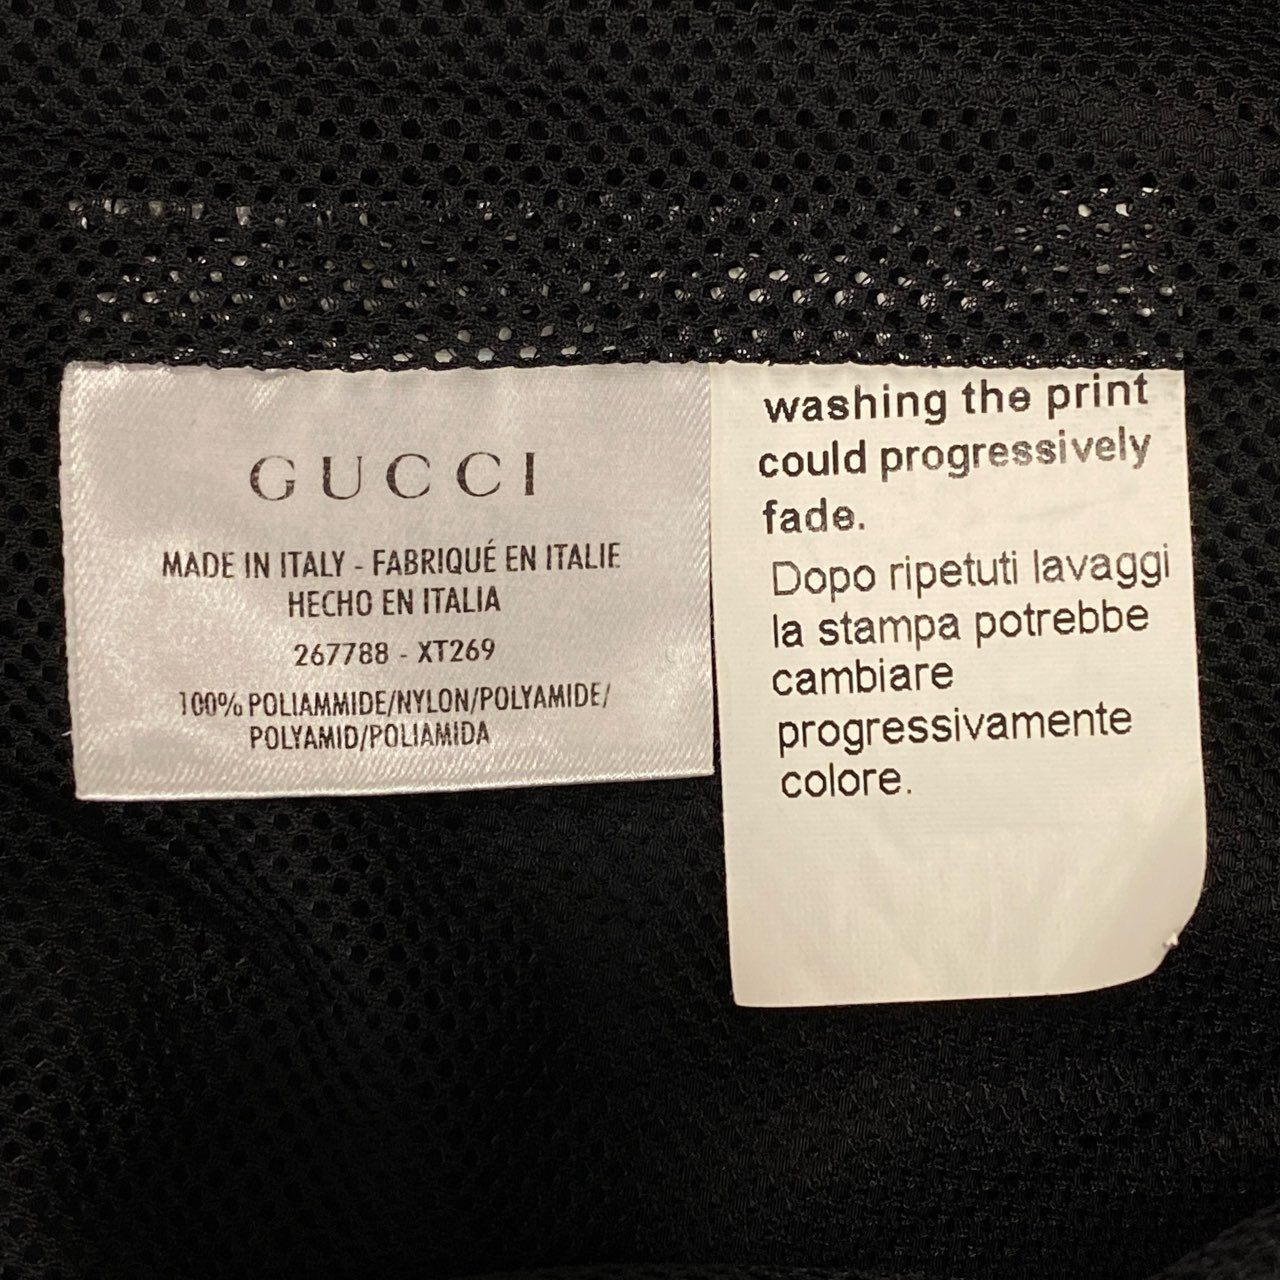 GUCCI
MADE IN ITALY - FABRIQUÉ EN ITALIE
HECHO EN ITALIA
267788 - XT269
100% POLIAMMIDE/NYLON/POLYAMIDE/
POLYAMID/POLIAMIDA
washing the print
could progressively
fade.
Dopo ripetuti lavaggi
la stampa potrebbe
cambiare
progressivamente
colore.